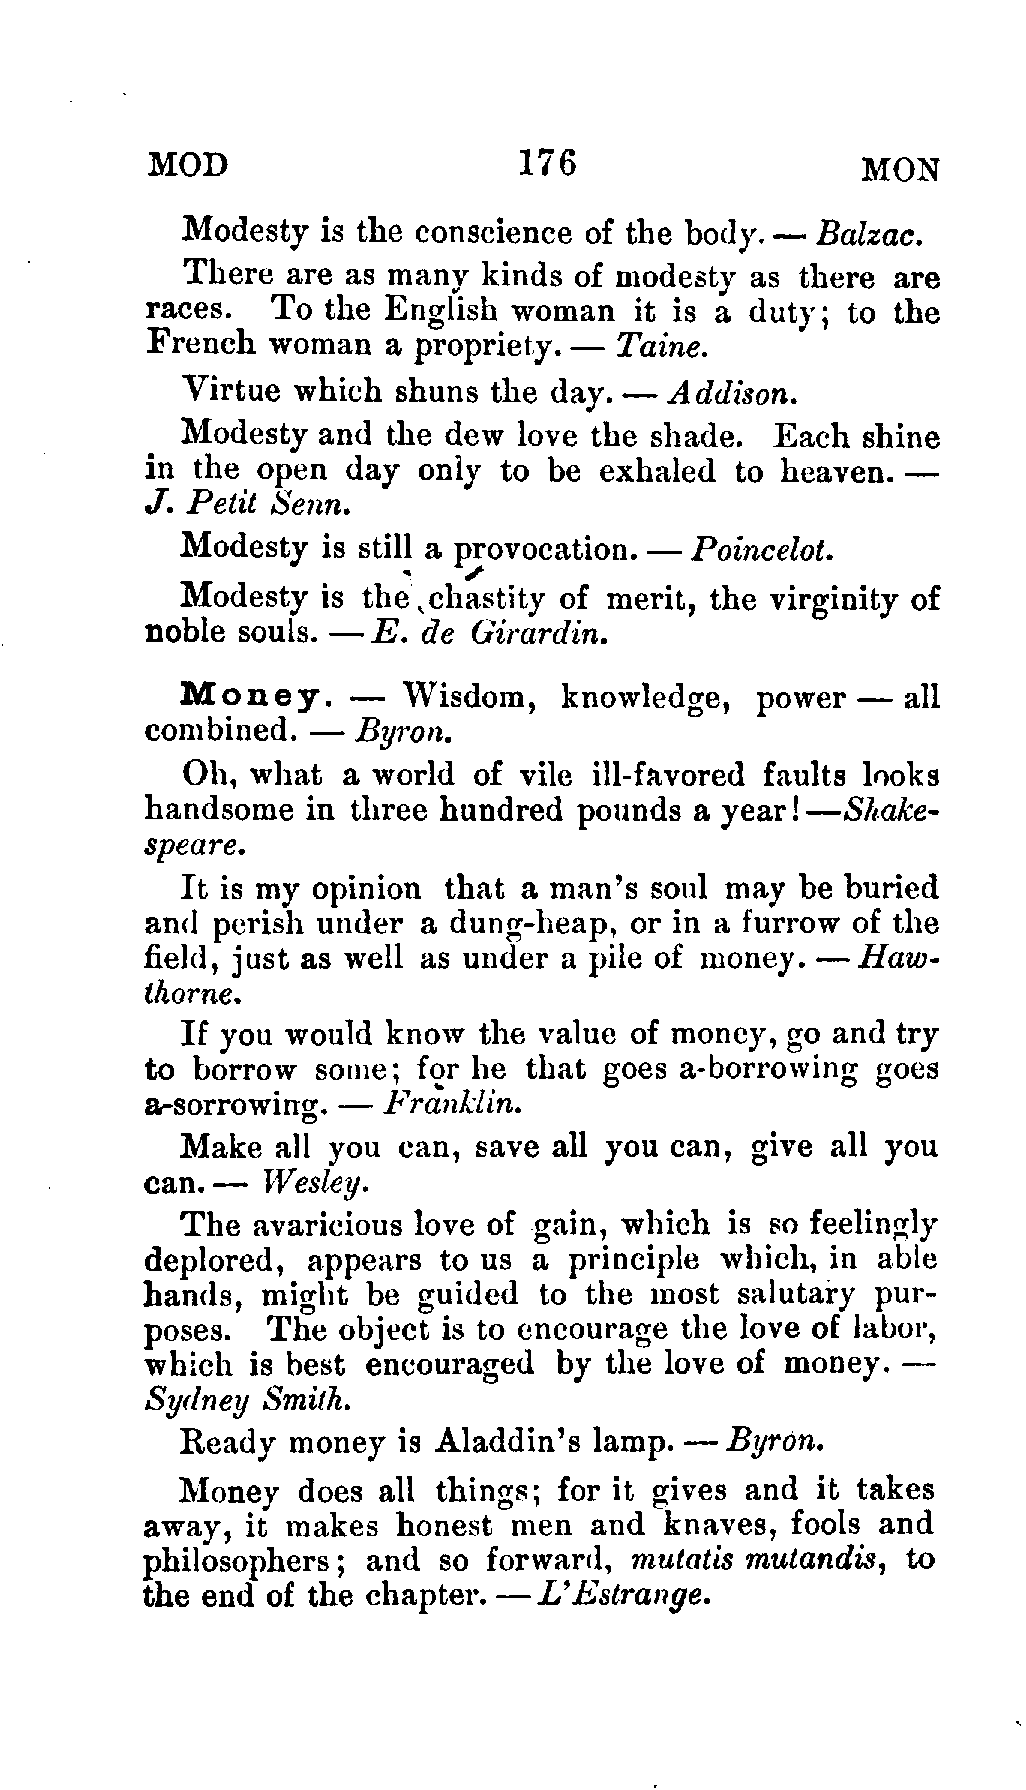 MOD 176 MON
Modesty is the conscience of the body. — Balzac.
There are as many kinds of modesty as there are
races. To the English woman it is a duty; to the
French woman a propriety. — Taine.
Virtue which shuns the day. — Addison.
Modesty and the dew love the shade. Each shine
in the open day only to be exhaled to heaven. —
J. Petit Senn.
Modesty is still a provocation. — Poincelot.
Modesty is the chastity of merit, the virginity of
noble souls. — E. de Girardin.
Money. — Wisdom, knowledge, power — all
combined. — Byron.
Oh, what a world of vile ill-favored faults looks
handsome in three hundred pounds a year! —Shake-
speare.
It is my opinion that a man's soul may be buried
and perish under a dung-heap, or in a furrow of the
field, just as well as under a pile of money. — Haw-
thorne.
If you would know the value of money, go and try
to borrow some; for he that goes a-borrowing goes
a-sorrowing. — Franklin.
Make all you can, save all you can, give all you
can. — Wesley.
The avaricious love of gain, which is so feelingly
deplored, appears to us a principle which, in able
hands, might be guided to the most salutary pur-
poses. The object is to encourage the love of labor,
which is best encouraged by the love of money. —
Sydney Smith.
Ready money is Aladdin's lamp. — Byron.
Money does all things; for it gives and it takes
away, it makes honest men and knaves, fools and
philosophers; and so forward, mutatis mutandis, to
the end of the chapter. — L'Estrange.